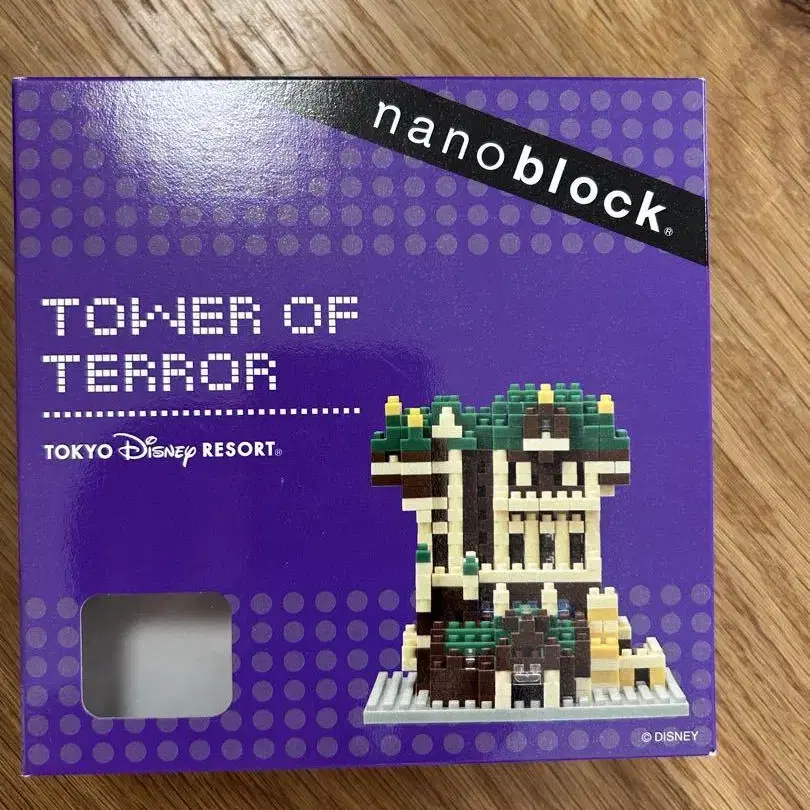 nanoblock®
TOWER OF
TERROR
TOKYO Disney RESORT®
© DISNEY